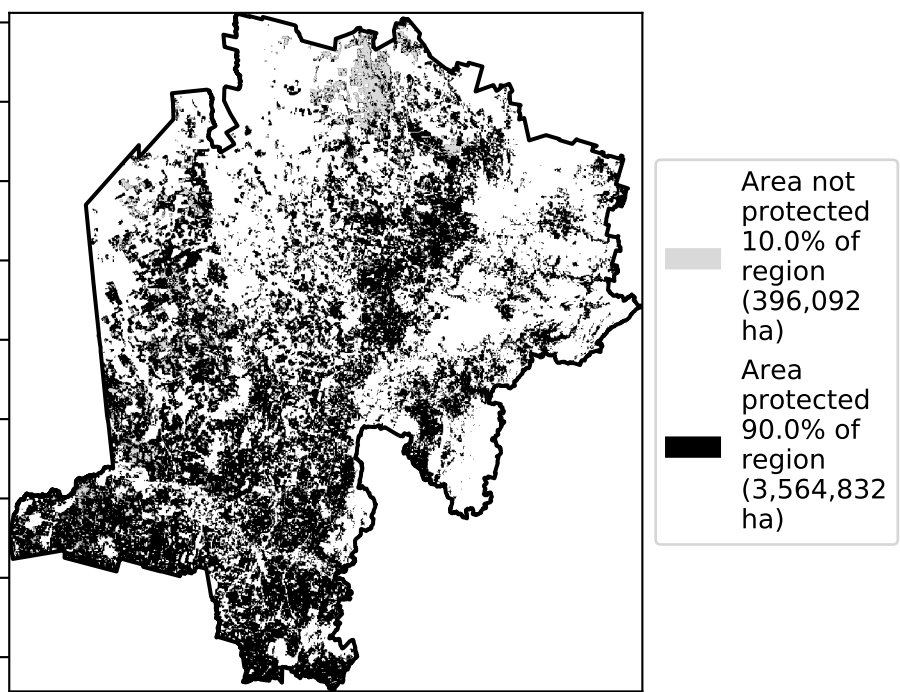 Area not
protected
10.0% of
region
(396,092
ha)
Area
protected
90.0% of
region
(3,564,832
ha)